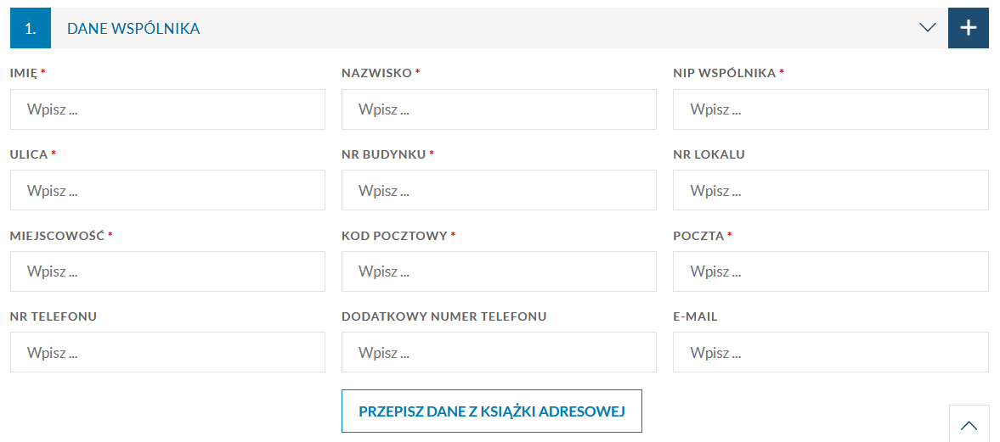 1. DANE WSPÓLNIKA
IMIĘ * NAZWISKO * NIP WSPÓLNIKA *
Wpisz ... Wpisz ... Wpisz ...
ULICA * NR BUDYNKU * NR LOKALU
Wpisz ... Wpisz ... Wpisz ...
MIEJSCOWOŚĆ * KOD POCZTOWY * POCZTA *
Wpisz ... Wpisz ... Wpisz ...
NR TELEFONU DODATKOWY NUMER TELEFONU E-MAIL
Wpisz ... Wpisz ... Wpisz ...
PRZEPISZ DANE Z KSIĄŻKI ADRESOWEJ